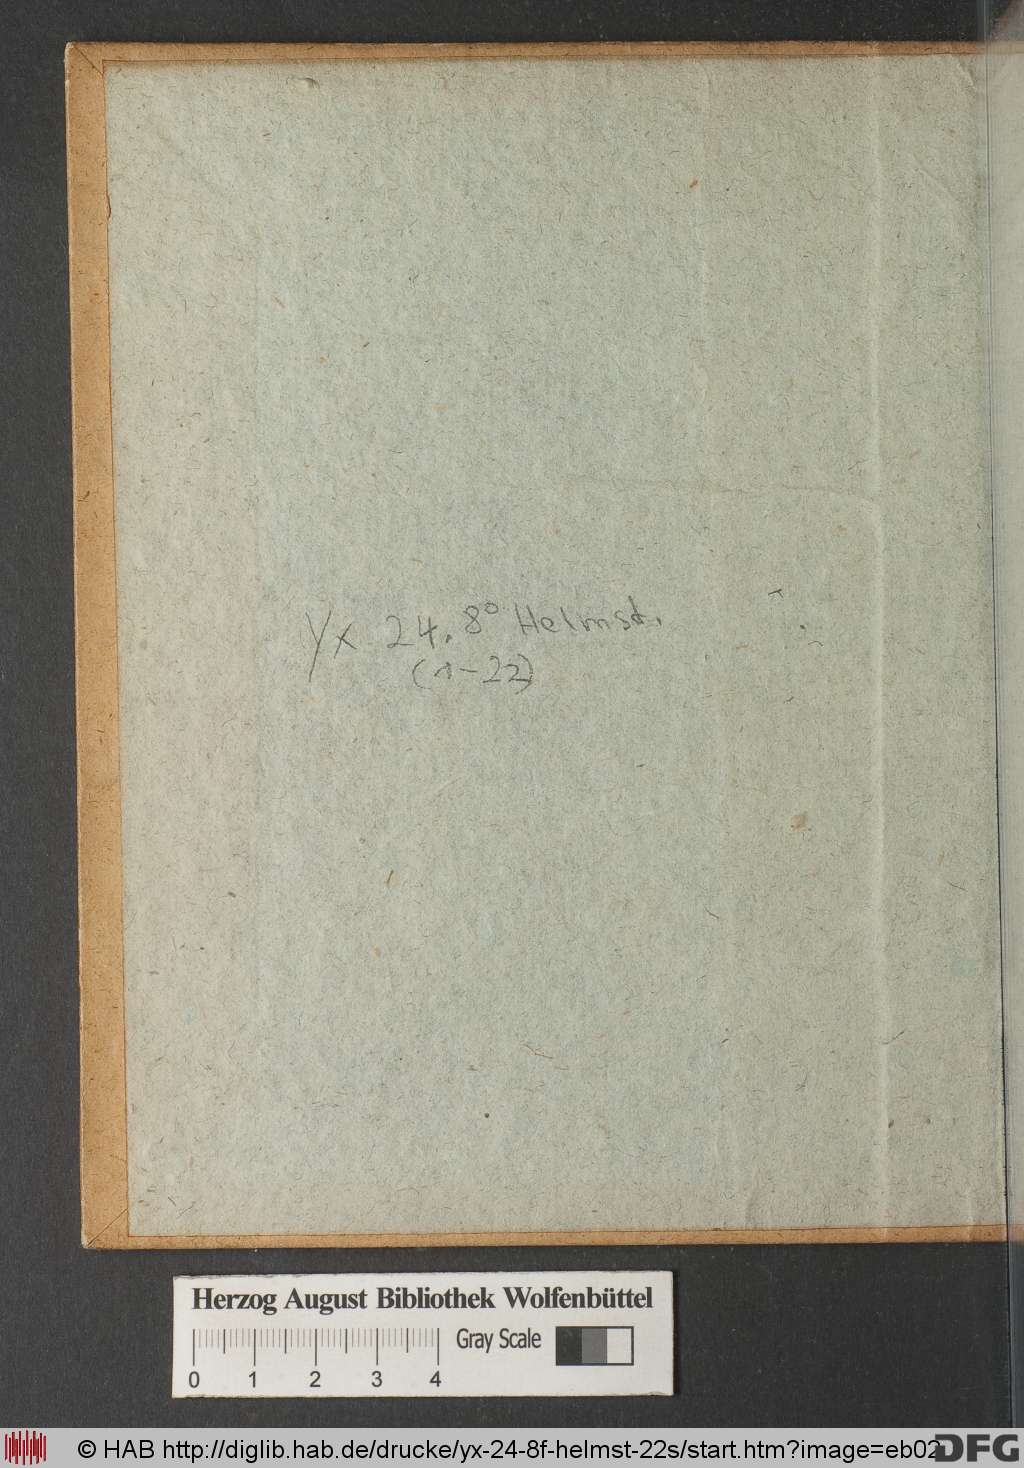 Yx 24. 8° Helmst.
(1-22)
Herzog August Bibliothek Wolfenbüttel
Gray Scale
0 1 2 3 4
© HAB http://diglib.hab.de/drucke/yx-24-8f-helmst-22s/start.htm?image=eb02
DFG